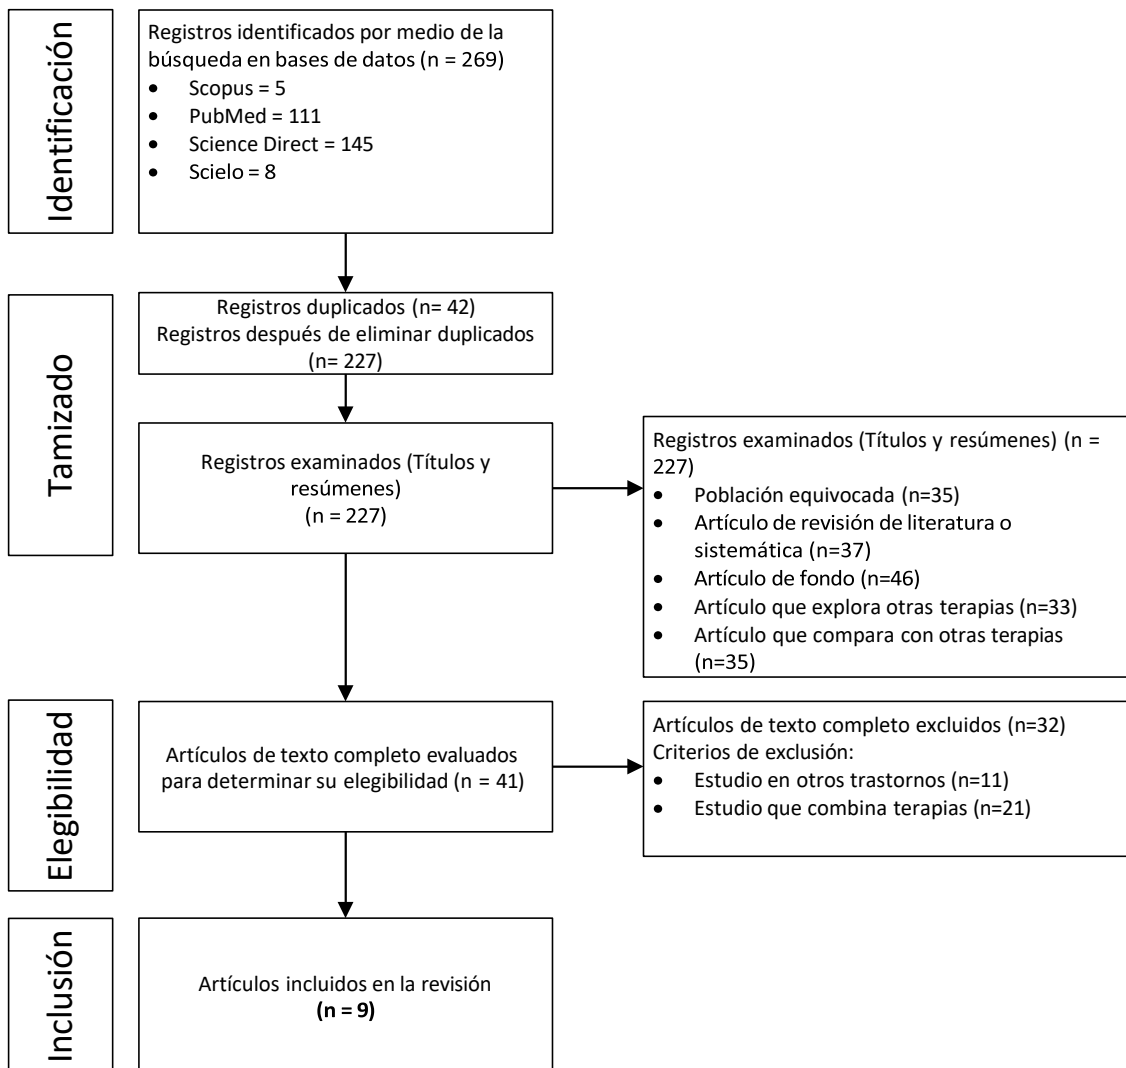 Identificación
Registros identificados por medio de la
búsqueda en bases de datos (n = 269)
• Scopus = 5
• PubMed = 111
• Science Direct = 145
• Scielo = 8
Tamizado
Registros duplicados (n= 42)
Registros después de eliminar duplicados
(n= 227)
Registros examinados (Títulos y
resúmenes)
(n = 227)
Registros examinados (Títulos y resúmenes) (n =
227)
• Población equivocada (n=35)
• Artículo de revisión de literatura o
sistemática (n=37)
• Artículo de fondo (n=46)
• Artículo que explora otras terapias (n=33)
• Artículo que compara con otras terapias
(n=35)
Elegibilidad
Artículos de texto completo evaluados
para determinar su elegibilidad (n = 41)
Artículos de texto completo excluidos (n=32)
Criterios de exclusión:
• Estudio en otros trastornos (n=11)
• Estudio que combina terapias (n=21)
Inclusión
Artículos incluidos en la revisión
(n = 9)